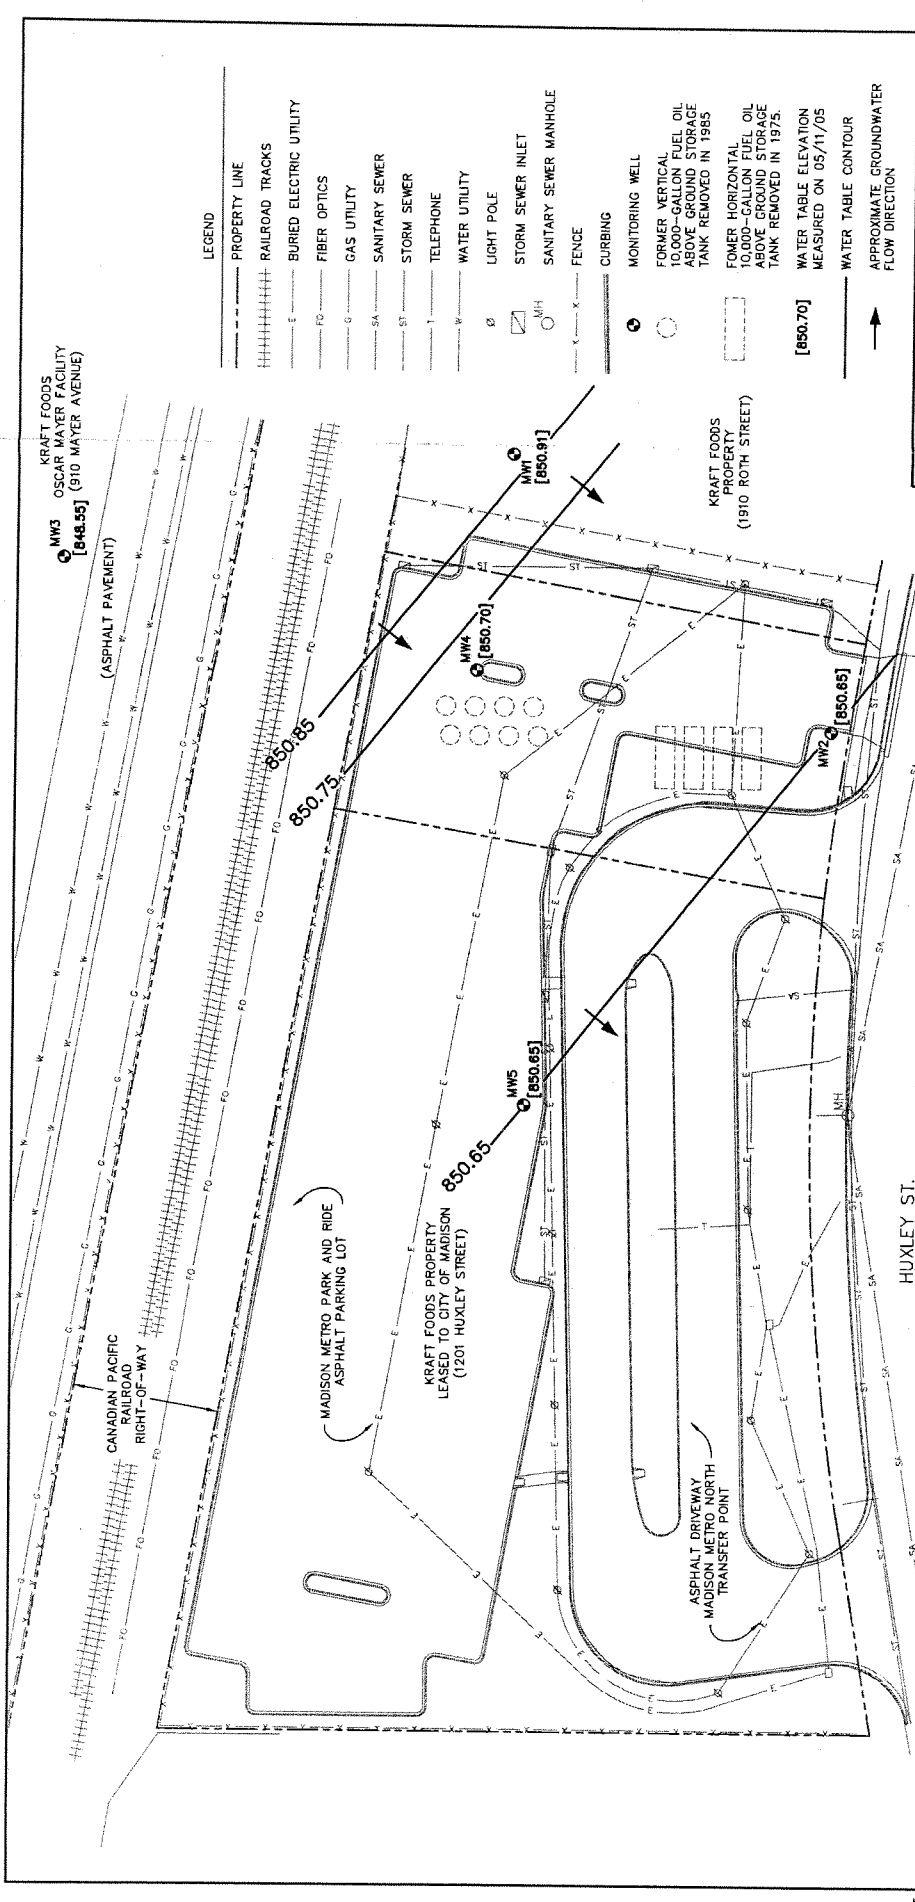 KRAFT FOODS
OSCAR MAYER FACILITY
(910 MAYER AVENUE)
MW3
[848.55]
(ASPHALT PAVEMENT)
CANADIAN PACIFIC
RAILROAD
RIGHT-OF-WAY
MADISON METRO PARK AND RIDE
ASPHALT PARKING LOT
KRAFT FOODS PROPERTY
LEASED TO CITY OF MADISON
(1201 HUXLEY STREET)
ASPHALT DRIVEWAY
MADISON METRO NORTH
TRANSFER POINT
850.65
850.75
850.85
MW5
[850.65]
MW4
[850.70]
MW1
[850.91]
MW2
[850.65]
KRAFT FOODS
PROPERTY
(1910 ROTH STREET)
MH
HUXLEY ST.
LEGEND
PROPERTY LINE
RAILROAD TRACKS
E BURIED ELECTRIC UTILITY
FO FIBER OPTICS
G GAS UTILITY
SA SANITARY SEWER
ST STORM SEWER
T TELEPHONE
W WATER UTILITY
LIGHT POLE
STORM SEWER INLET
MH SANITARY SEWER MANHOLE
X X FENCE
CURBING
MONITORING WELL
FORMER VERTICAL
10,000-GALLON FUEL OIL
ABOVE GROUND STORAGE
TANK REMOVED IN 1985
FOMER HORIZONTAL
10,000-GALLON FUEL OIL
ABOVE GROUND STORAGE
TANK REMOVED IN 1975.
[850.70] WATER TABLE ELEVATION
MEASURED ON 05/11/05
WATER TABLE CONTOUR
APPROXIMATE GROUNDWATER
FLOW DIRECTION